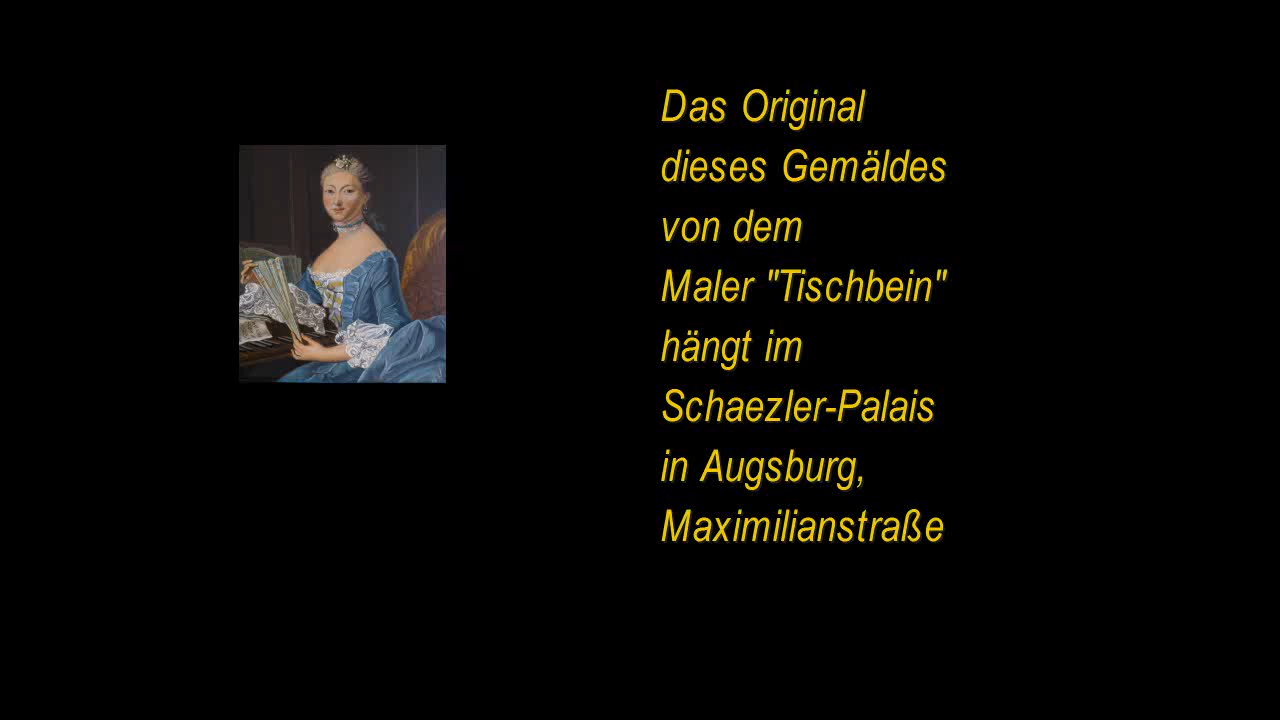 Das Original
dieses Gemäldes
von dem
Maler "Tischbein"
hängt im
Schaezler-Palais
in Augsburg,
Maximilianstraße